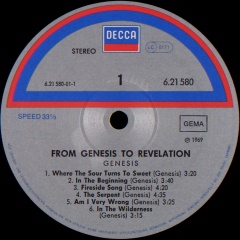 DECCA
STEREO
1
6.21 580-01-1
6.21 580
SPEED 33⅓
GEMA
℗ 1969
FROM GENESIS TO REVELATION
GENESIS
1. Where The Sour Turns To Sweet (Genesis) 3:20
2. In The Beginning (Genesis) 3:40
3. Fireside Song (Genesis) 4:20
4. The Serpant (Genesis) 3:55
5. Am I Very Wrong (Genesis) 3:25
6. In The Wilderness
(Genesis) 3:15